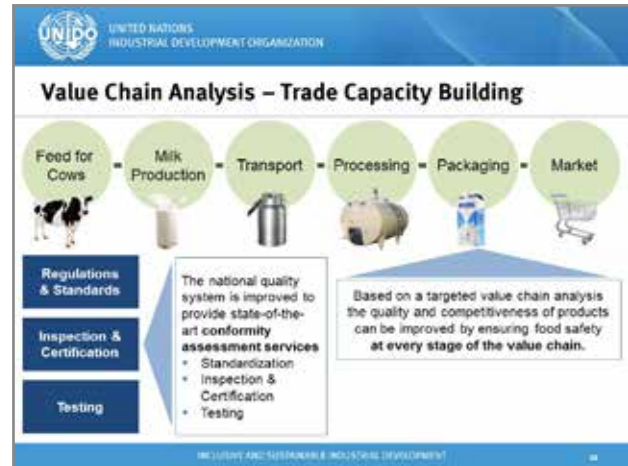 UNIDO
UNITED NATIONS
INDUSTRIAL DEVELOPMENT ORGANIZATION
Value Chain Analysis – Trade Capacity Building
Feed for
Cows
Milk
Production
Transport
Processing
Packaging
Market
Regulations
& Standards
Inspection &
Certification
Testing
The national quality
system is improved to
provide state-of-the-
art conformity
assessment services
• Standardization
• Inspection &
Certification
• Testing
Based on a targeted value chain analysis
the quality and competitiveness of products
can be improved by ensuring food safety
at every stage of the value chain.
INCLUSIVE AND SUSTAINABLE INDUSTRIAL DEVELOPMENT